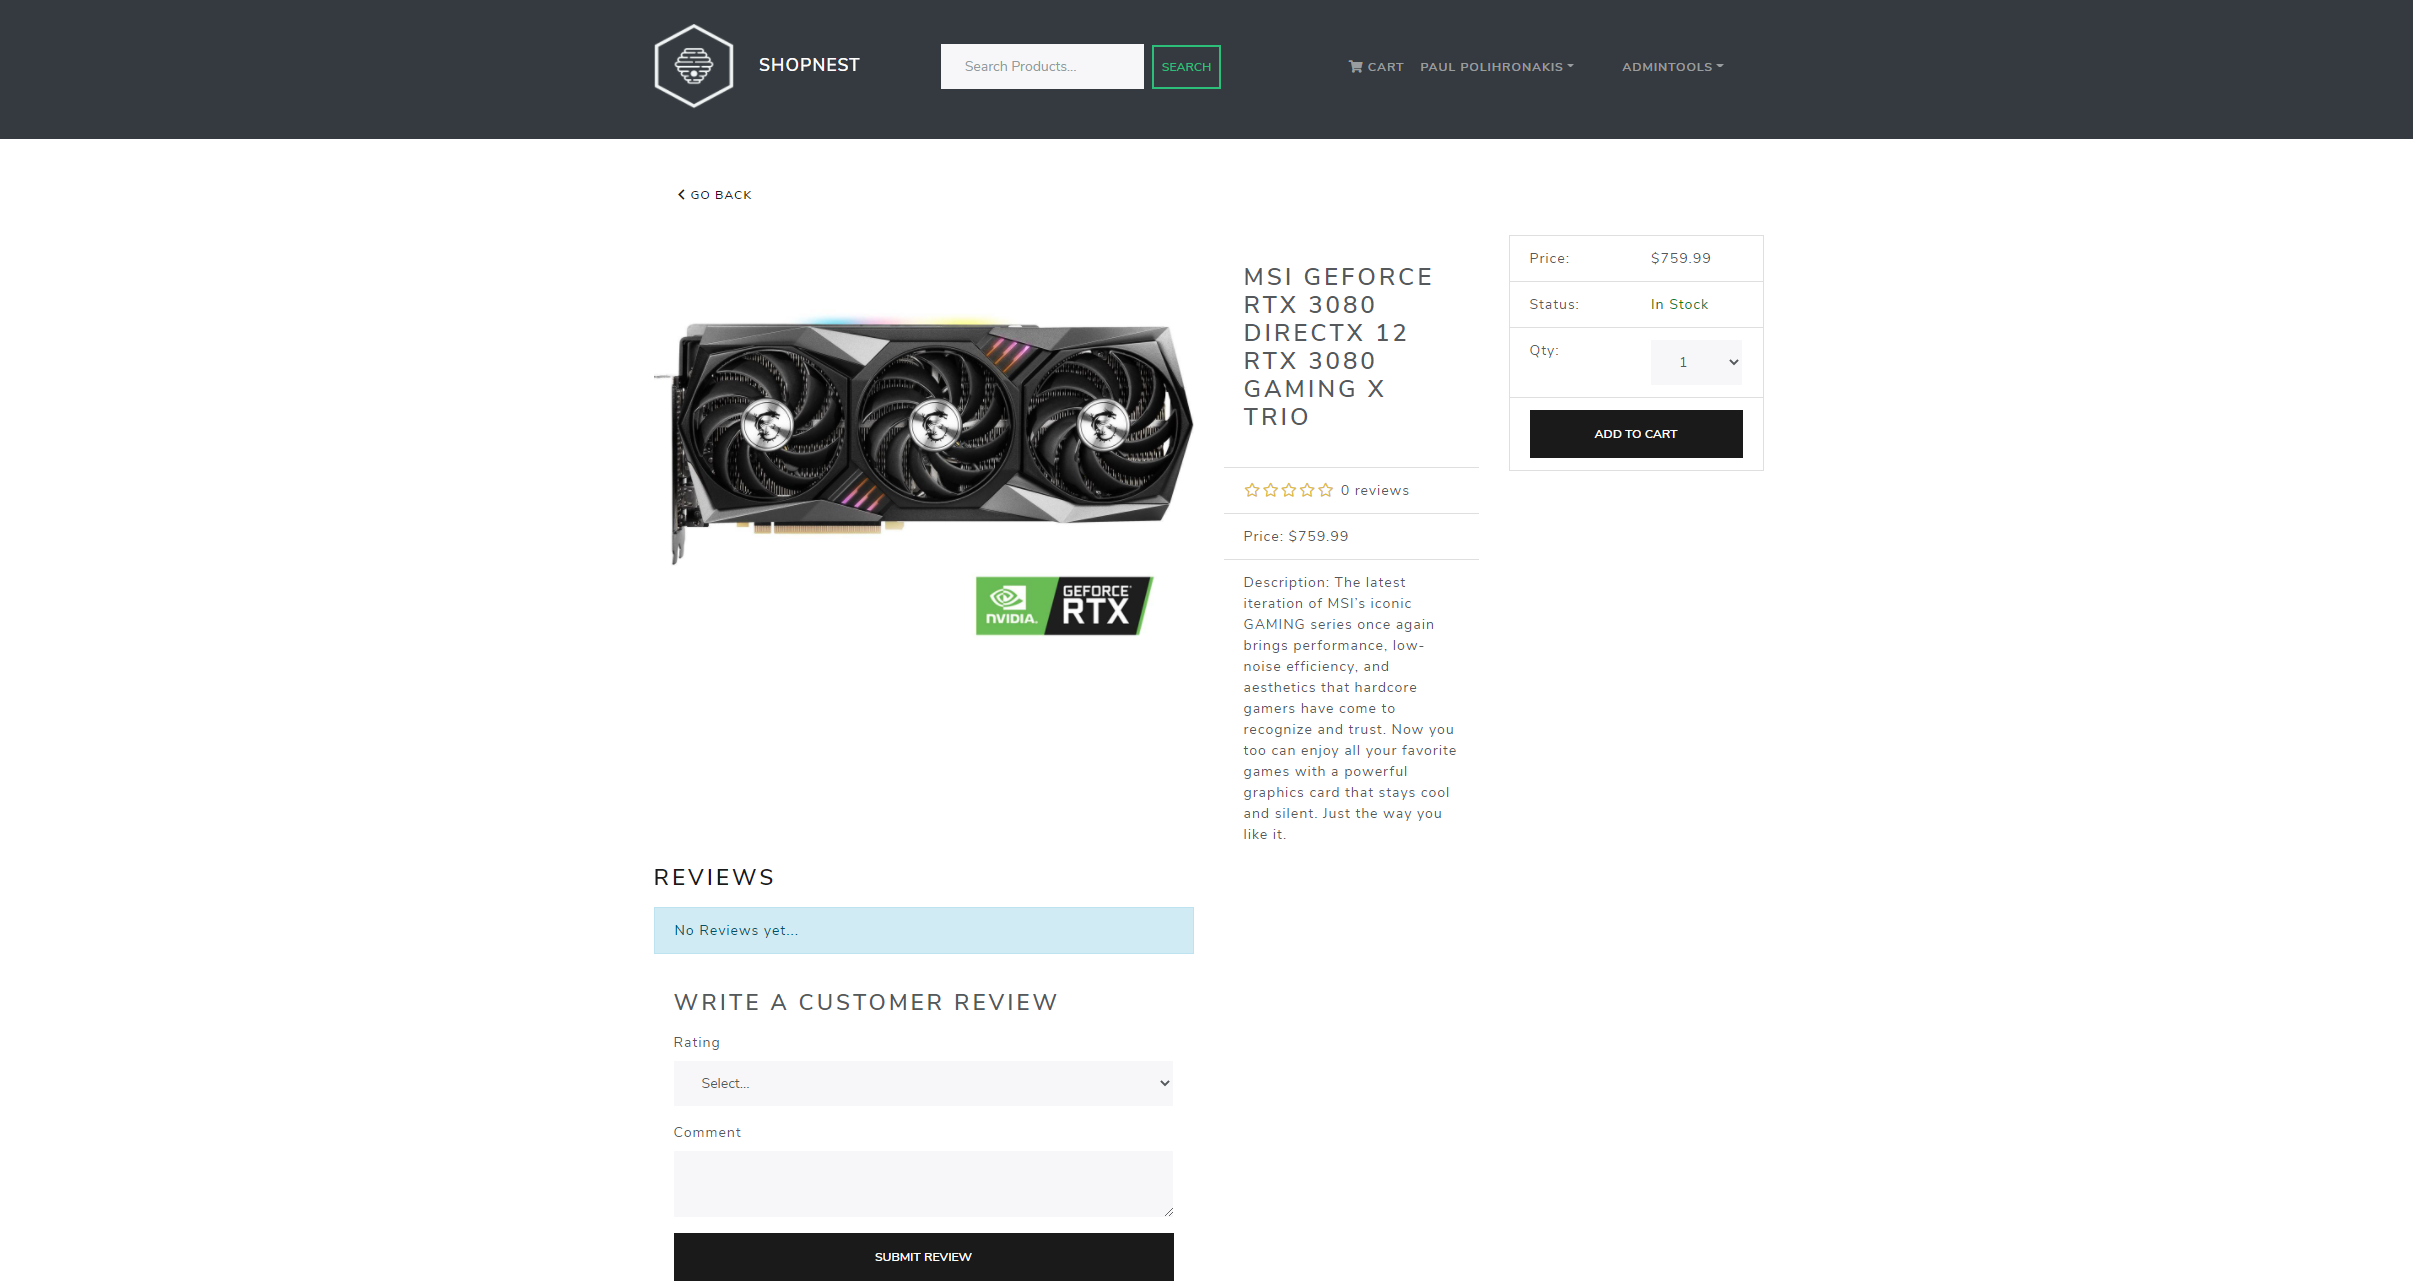 SHOPNEST
Search Products...
SEARCH
CART
PAUL POLIHRONAKIS
ADMINTOOLS
GO BACK
MSI GEFORCE
RTX 3080
DIRECTX 12
RTX 3080
GAMING X
TRIO
0 reviews
Price: $759.99
Description: The latest
iteration of MSI's iconic
GAMING series once again
brings performance, low-
noise efficiency, and
aesthetics that hardcore
gamers have come to
recognize and trust. Now you
too can enjoy all your favorite
games with a powerful
graphics card that stays cool
and silent. Just the way you
like it.
Price: $759.99
Status: In Stock
Qty: 1
ADD TO CART
NVIDIA.
GEFORCE
RTX
REVIEWS
No Reviews yet...
WRITE A CUSTOMER REVIEW
Rating
Select...
Comment
SUBMIT REVIEW